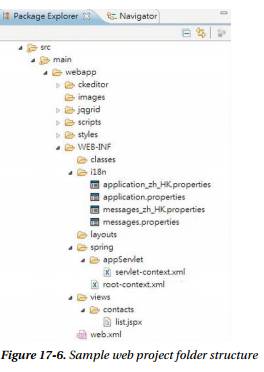 Package Explorer Navigator
src
main
webapp
ckeditor
images
jqgrid
scripts
styles
WEB-INF
classes
i18n
application_zh_HK.properties
application.properties
messages_zh_HK.properties
messages.properties
layouts
spring
appServlet
servlet-context.xml
root-context.xml
views
contacts
list.jspx
web.xml
Figure 17-6. Sample web project folder structure